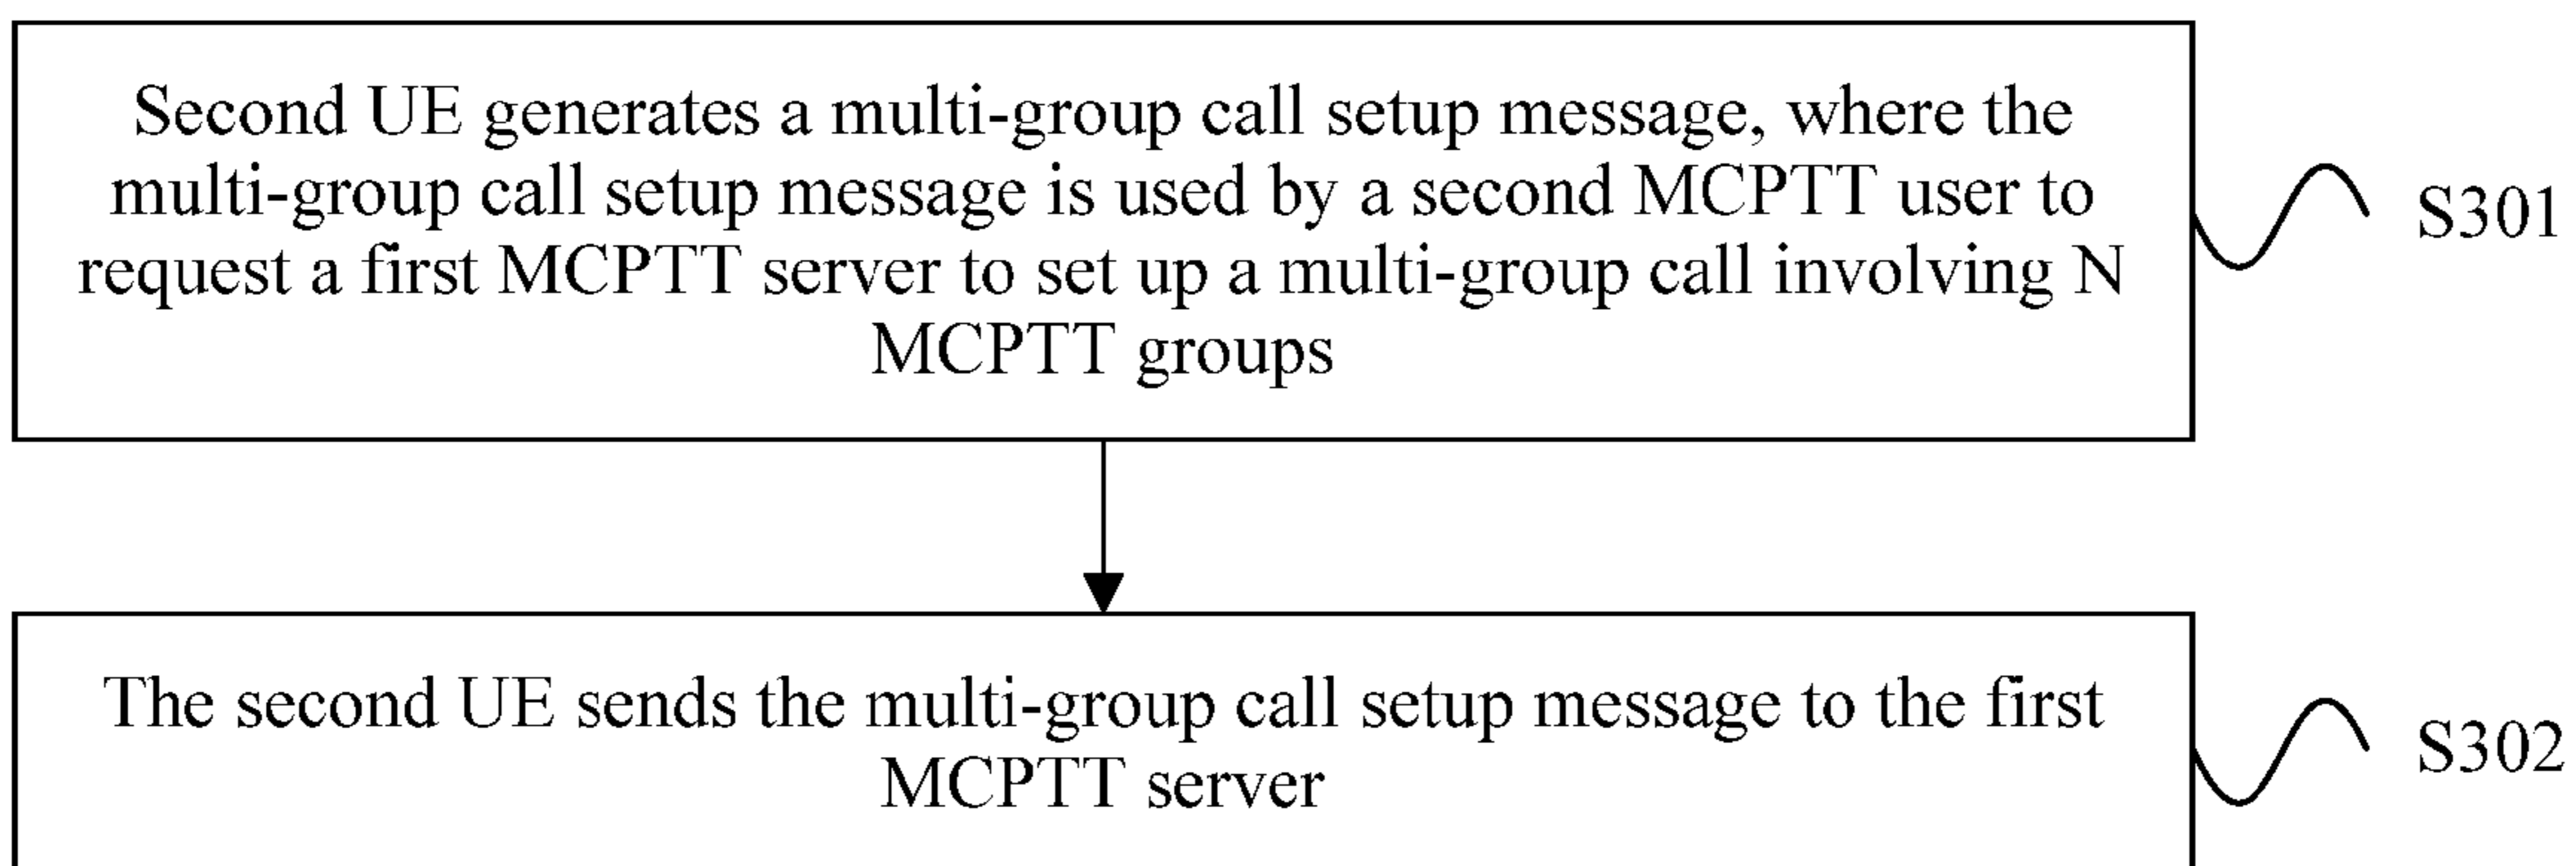 Second UE generates a multi-group call setup message, where the
multi-group call setup message is used by a second MCPTT user to
request a first MCPTT server to set up a multi-group call involving N
MCPTT groups
S301
The second UE sends the multi-group call setup message to the first
MCPTT server
S302